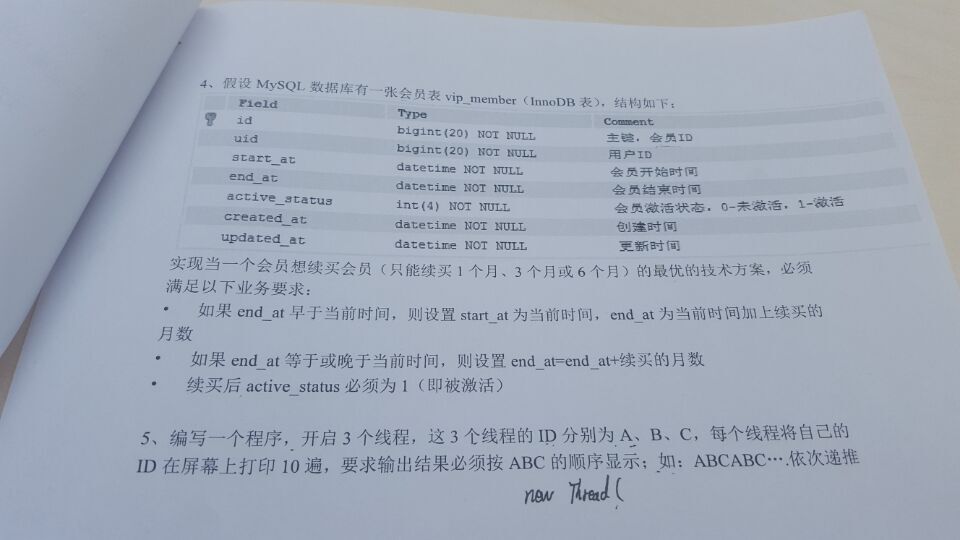 4、假设 MySQL 数据库有一张会员表 vip_member（InnoDB 表），结构如下：
Field Type Comment
id bigint(20) NOT NULL 主键，会员ID
uid bigint(20) NOT NULL 用户ID
start_at datetime NOT NULL 会员开始时间
end_at datetime NOT NULL 会员结束时间
active_status int(4) NOT NULL 会员激活状态，0-未激活，1-激活
created_at datetime NOT NULL 创建时间
updated_at datetime NOT NULL 更新时间
实现当一个会员想续买会员（只能续买 1 个月、3 个月或 6 个月）的最优的技术方案，必须
满足以下业务要求：
• 如果 end_at 早于当前时间，则设置 start_at 为当前时间，end_at 为当前时间加上续买的
月数
• 如果 end_at 等于或晚于当前时间，则设置 end_at=end_at+续买的月数
• 续买后 active_status 必须为 1（即被激活）
5、编写一个程序，开启 3 个线程，这 3 个线程的 ID 分别为 A、B、C，每个线程将自己的
ID 在屏幕上打印 10 遍，要求输出结果必须按 ABC 的顺序显示；如：ABCABC….依次递推
new Thread(